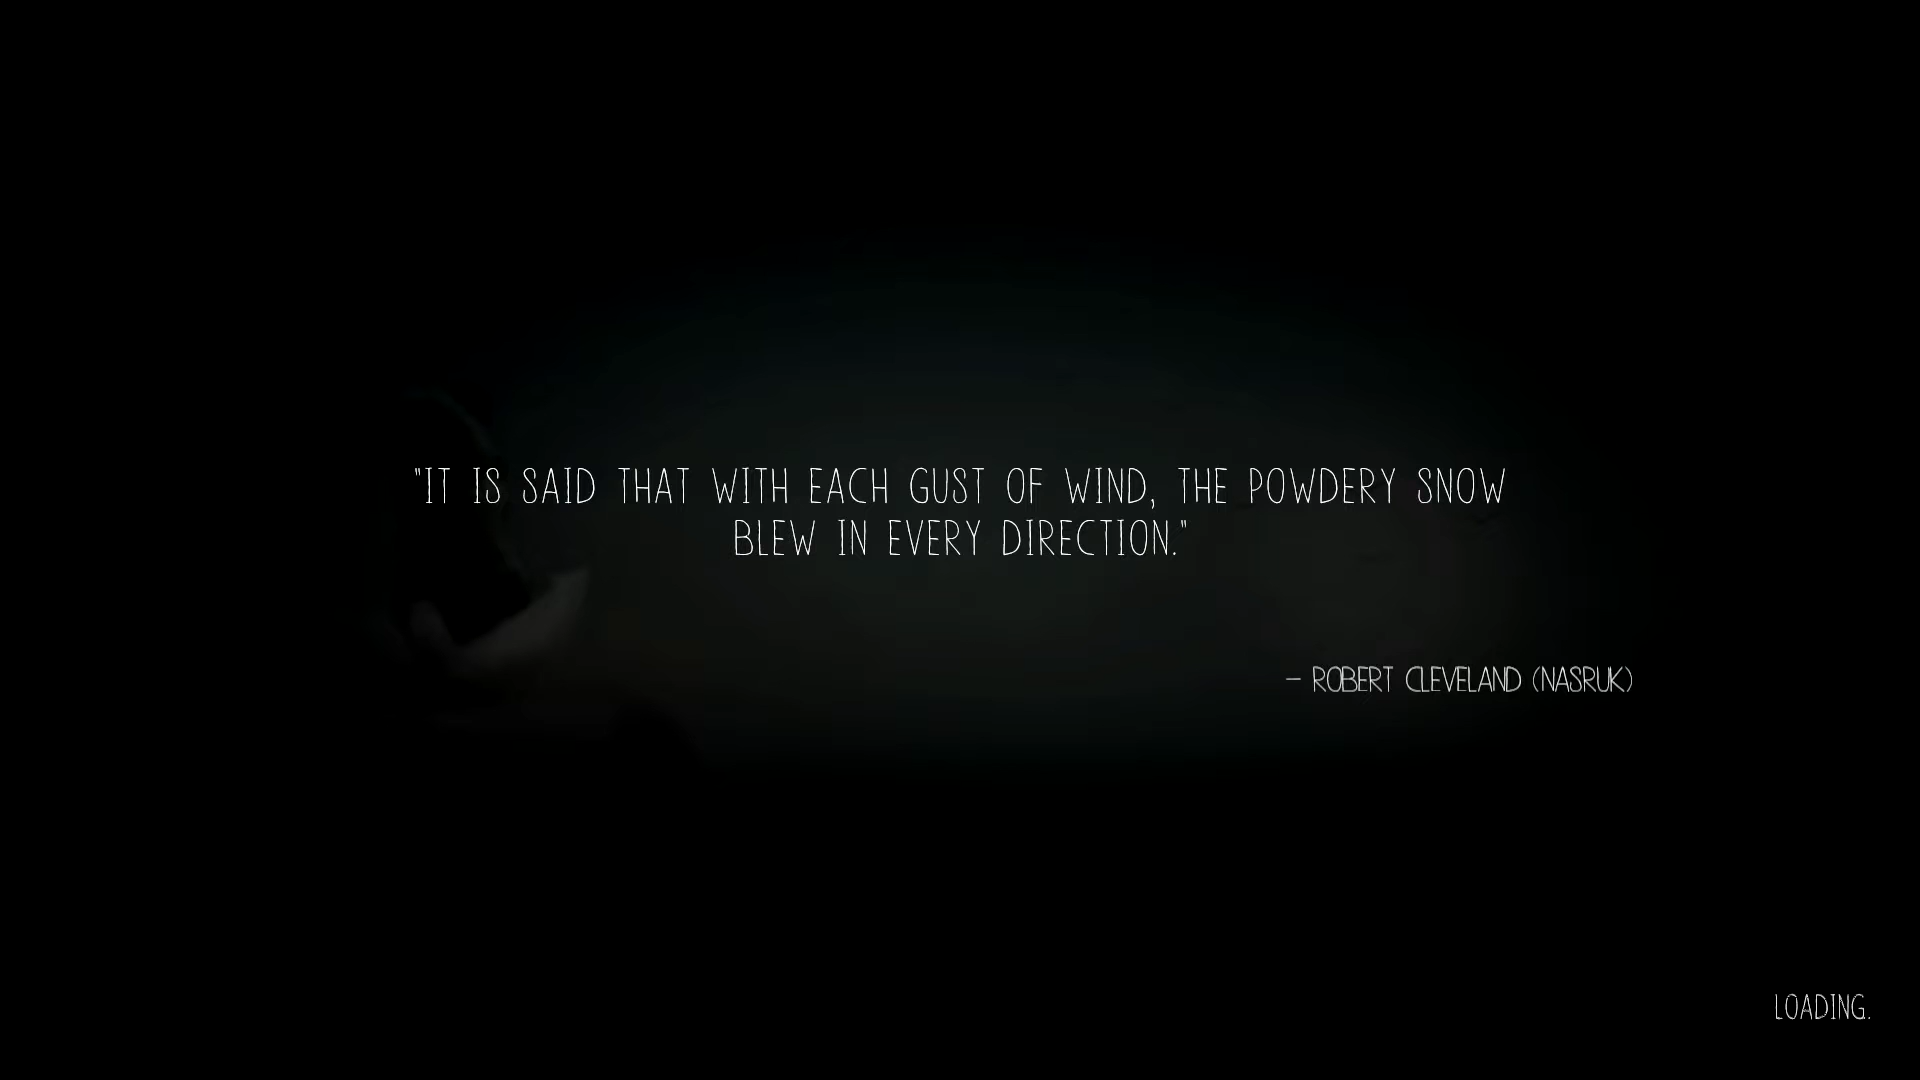 "IT IS SAID THAT WITH EACH GUST OF WIND, THE POWDERY SNOW
BLEW IN EVERY DIRECTION."
- ROBERT CLEVELAND (NASRUK)
LOADING.